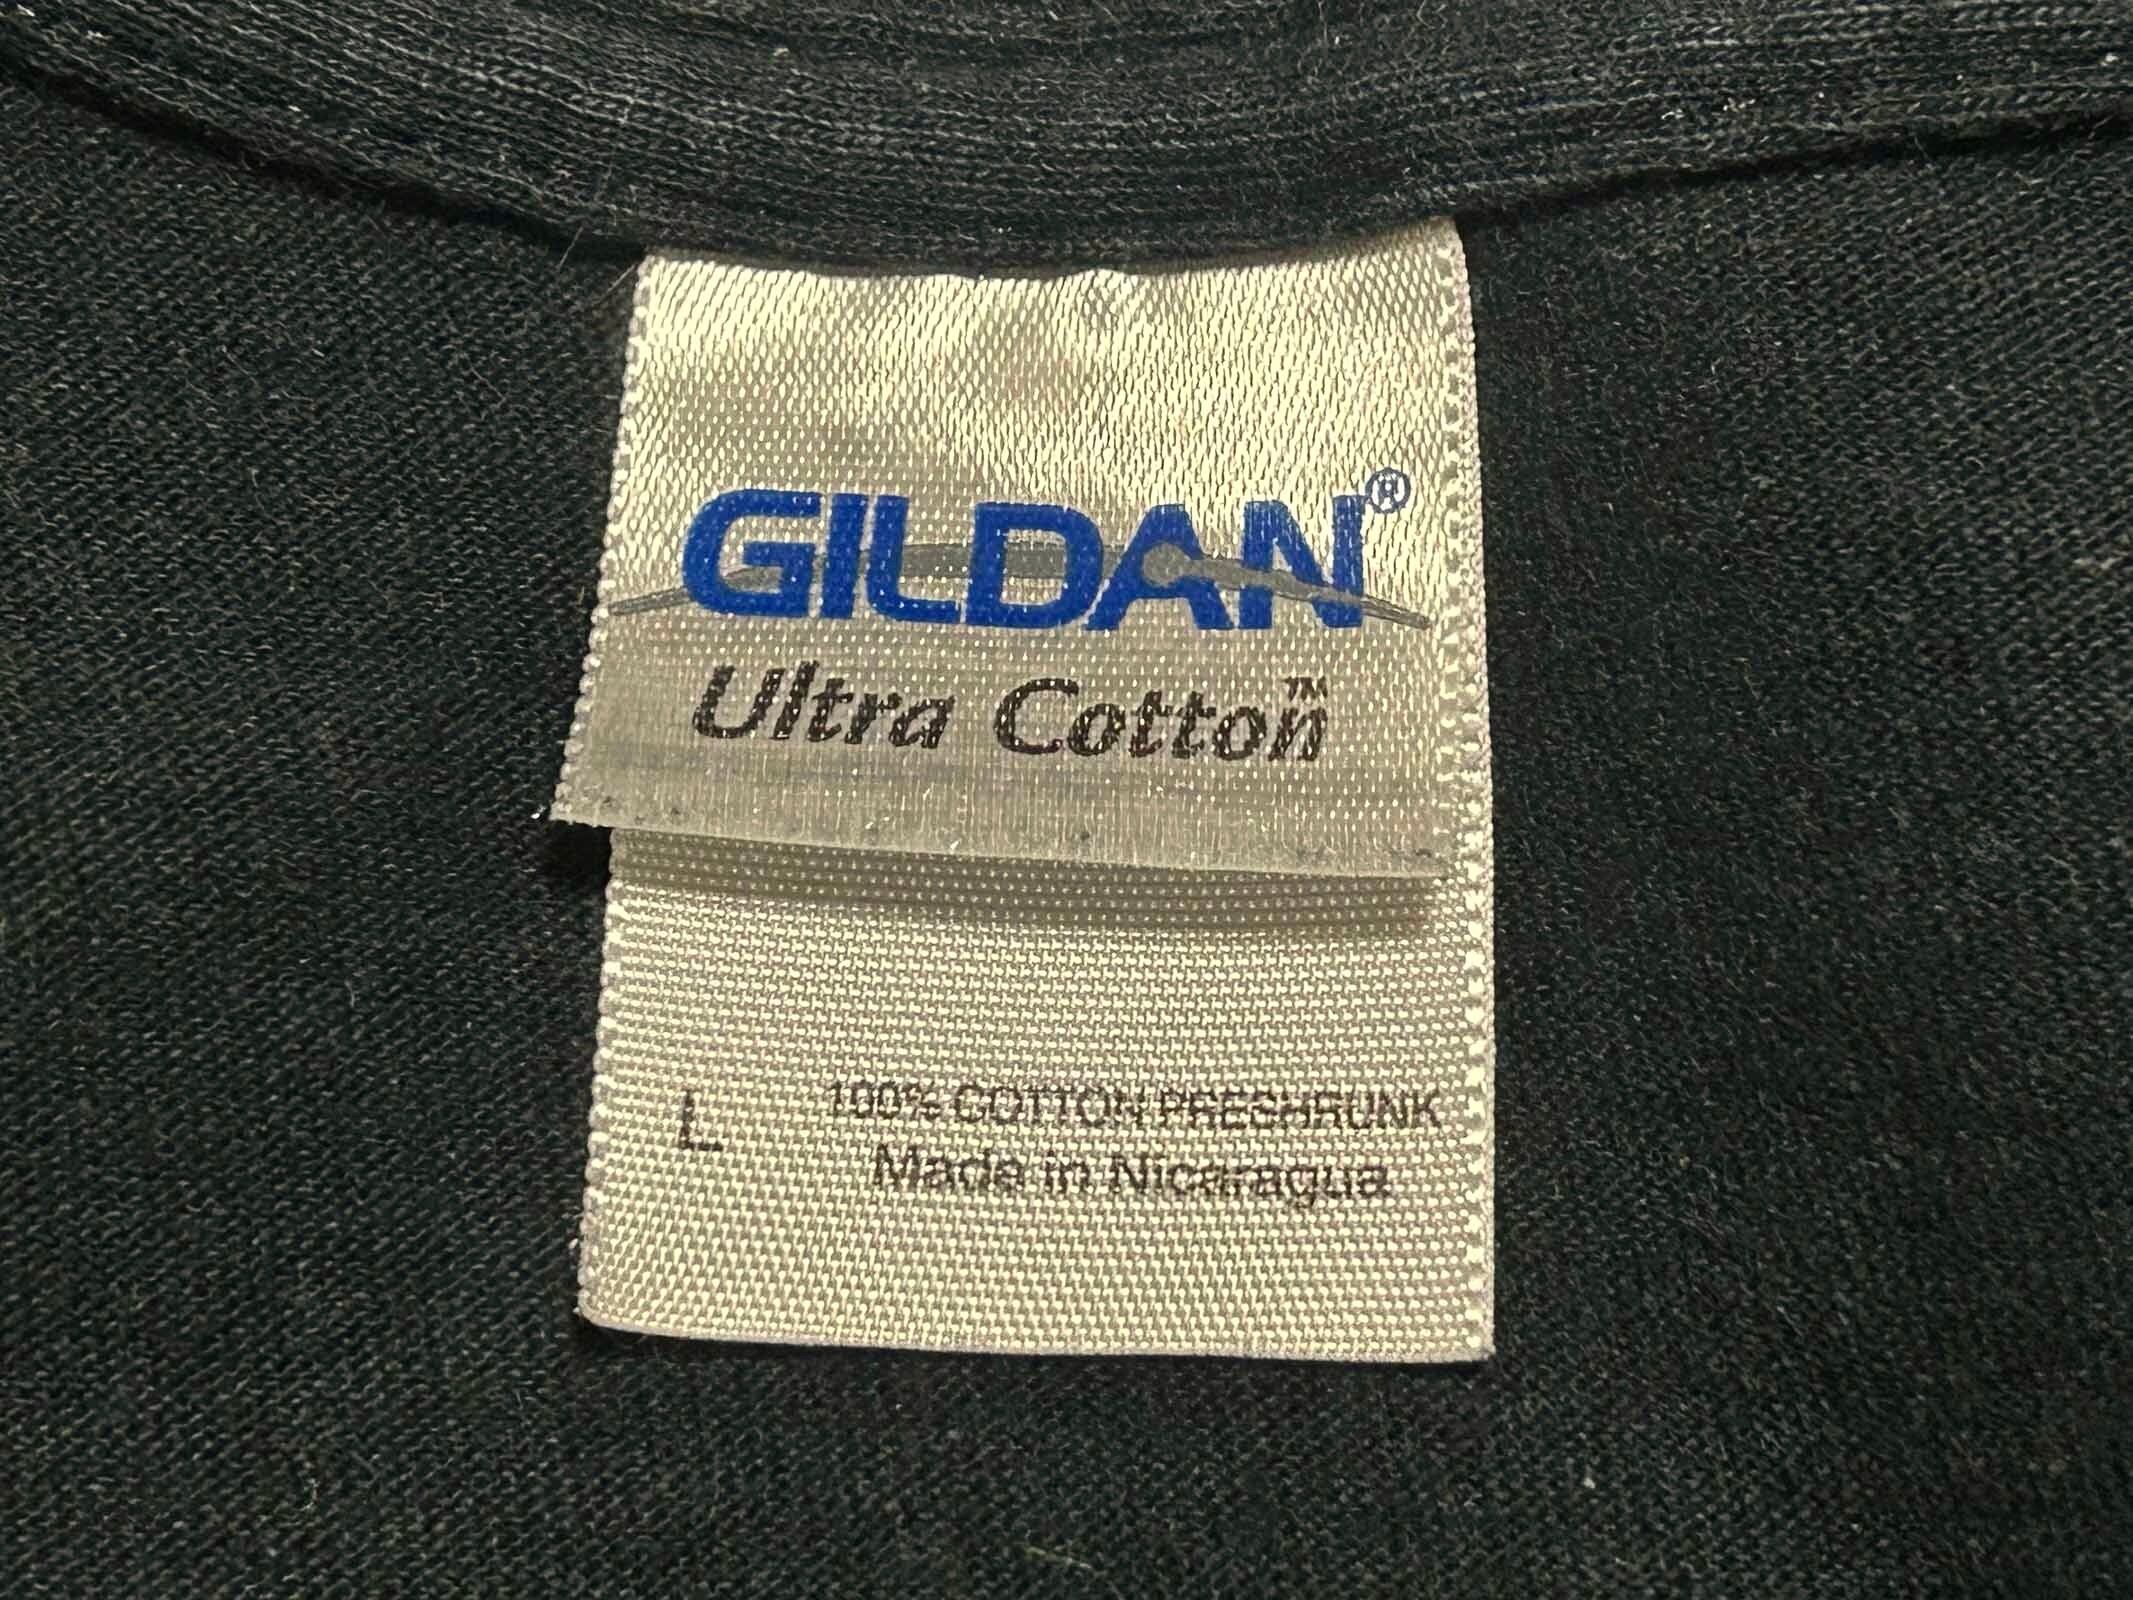 GILDAN®
Ultra Cotton™
L
100% COTTON PRESHRUNK
Made in Nicaragua